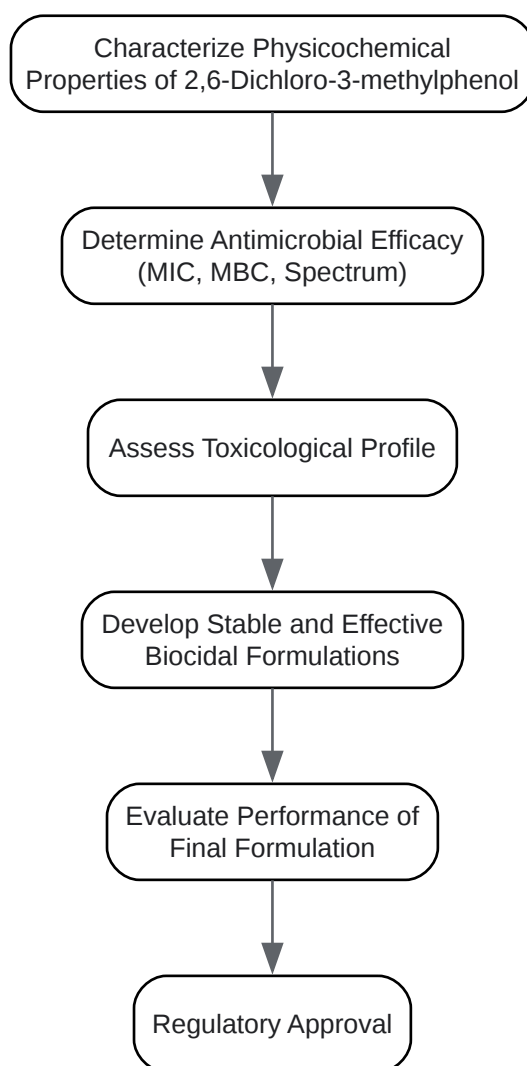 Characterize Physicochemical
Properties of 2,6-Dichloro-3-methylphenol
Determine Antimicrobial Efficacy
(MIC, MBC, Spectrum)
Assess Toxicological Profile
Develop Stable and Effective
Biocidal Formulations
Evaluate Performance of
Final Formulation
Regulatory Approval